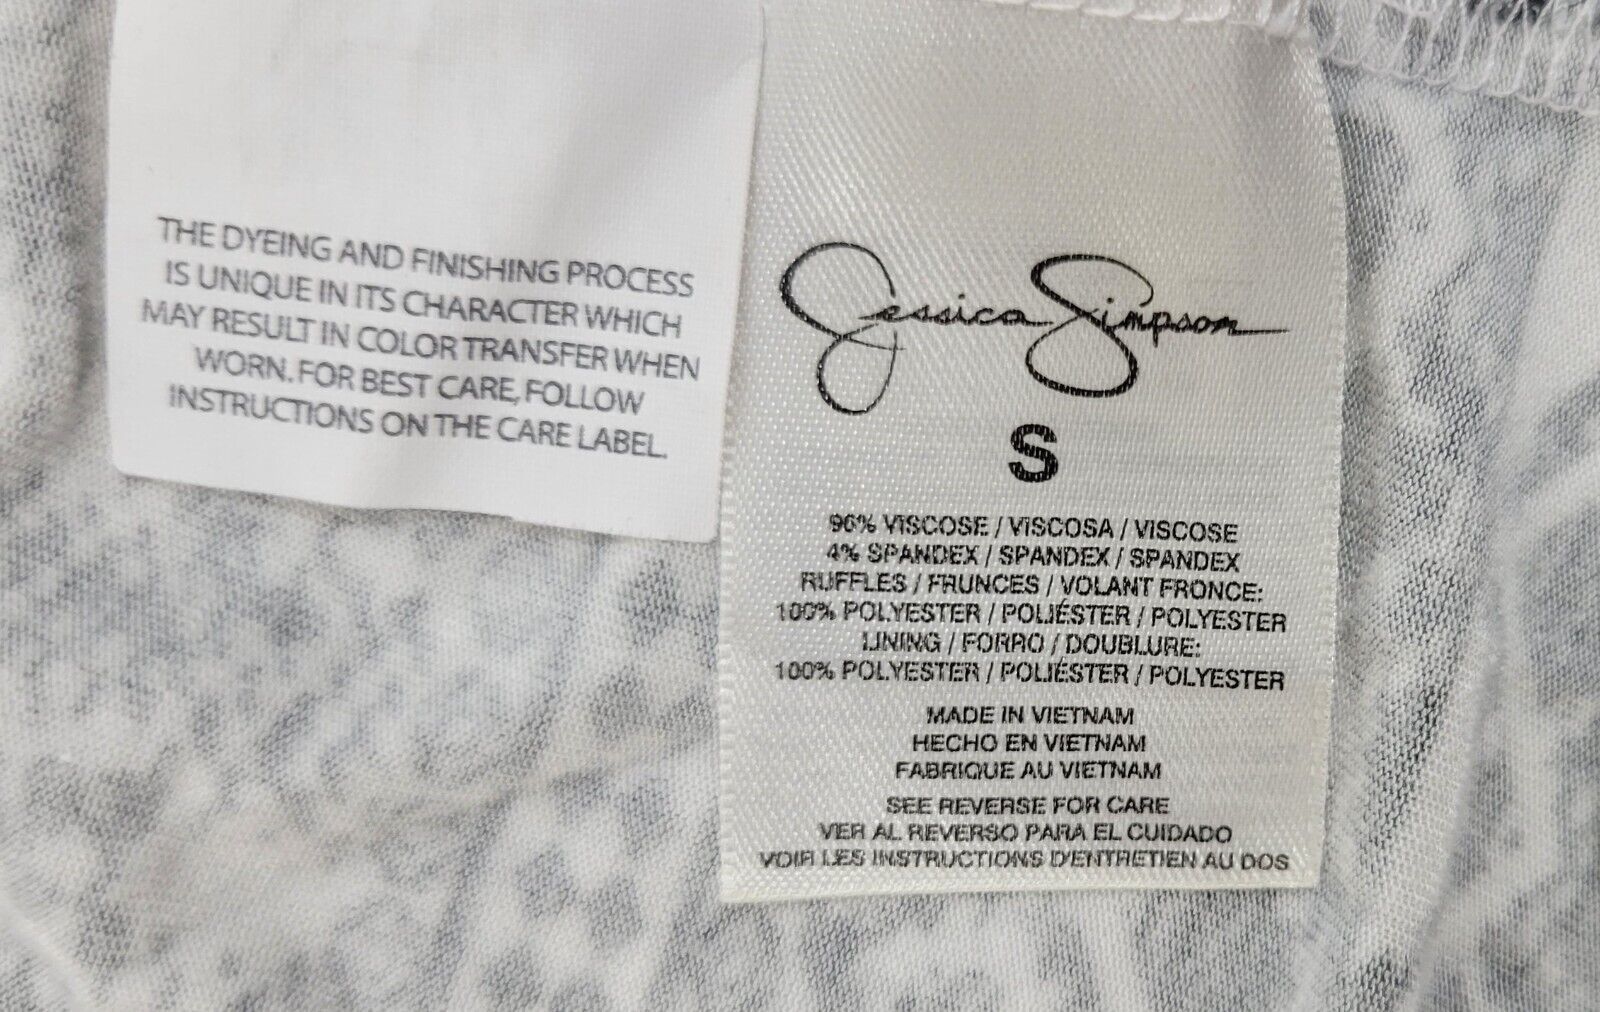 THE DYEING AND FINISHING PROCESS
IS UNIQUE IN ITS CHARACTER WHICH
MAY RESULT IN COLOR TRANSFER WHEN
WORN. FOR BEST CARE, FOLLOW
INSTRUCTIONS ON THE CARE LABEL.
Jessica Simpson
S
96% VISCOSE / VISCOSA / VISCOSE
4% SPANDEX / SPANDEX / SPANDEX
RUFFLES / FRUNCES / VOLANT FRONCE:
100% POLYESTER / POLIÉSTER / POLYESTER
LINING / FORRO / DOUBLURE:
100% POLYESTER / POLIÉSTER / POLYESTER
MADE IN VIETNAM
HECHO EN VIETNAM
FABRIQUE AU VIETNAM
SEE REVERSE FOR CARE
VER AL REVERSO PARA EL CUIDADO
VOIR LES INSTRUCTIONS D'ENTRETIEN AU DOS